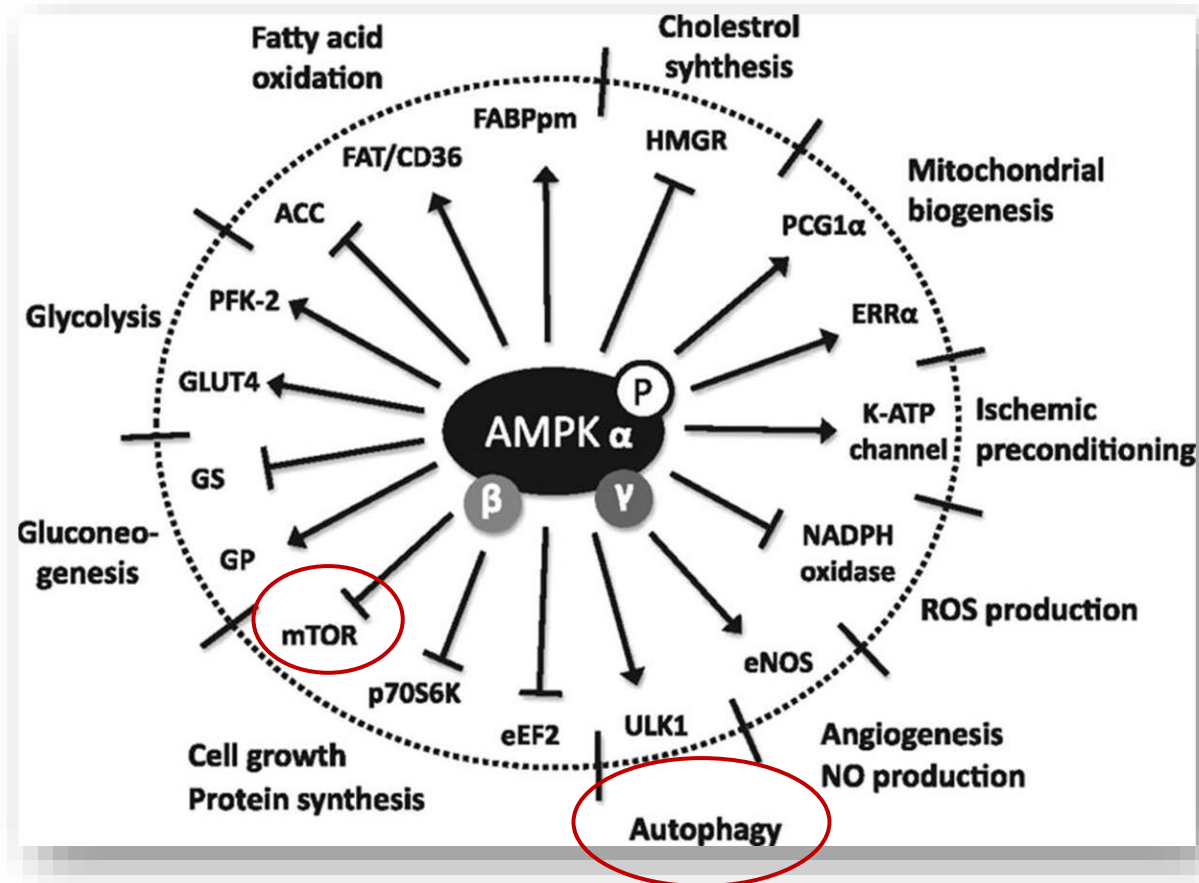 Fatty acid
oxidation
Cholestrol
syhthesis
FABPpm
HMGR
FAT/CD36
Mitochondrial
biogenesis
ACC
PCG1α
PFK-2
Glycolysis
ERRα
GLUT4
P
AMPK α
K-ATP
channel
Ischemic
preconditioning
GS
β
γ
Gluconeo-
genesis
GP
NADPH
oxidase
ROS production
mTOR
eNOS
p70S6K
eEF2
ULK1
Cell growth
Protein synthesis
Angiogenesis
NO production
Autophagy